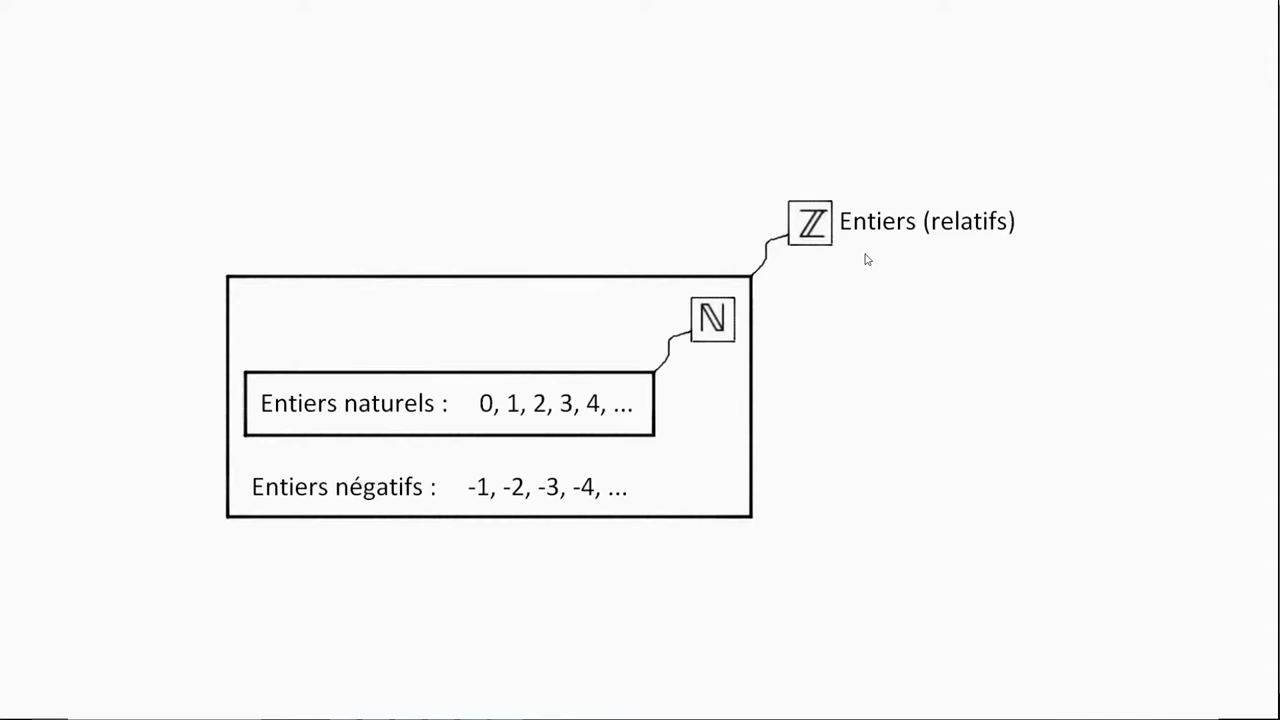 ℤ Entiers (relatifs)
ℕ
Entiers naturels : 0, 1, 2, 3, 4, ...
Entiers négatifs : -1, -2, -3, -4, ...